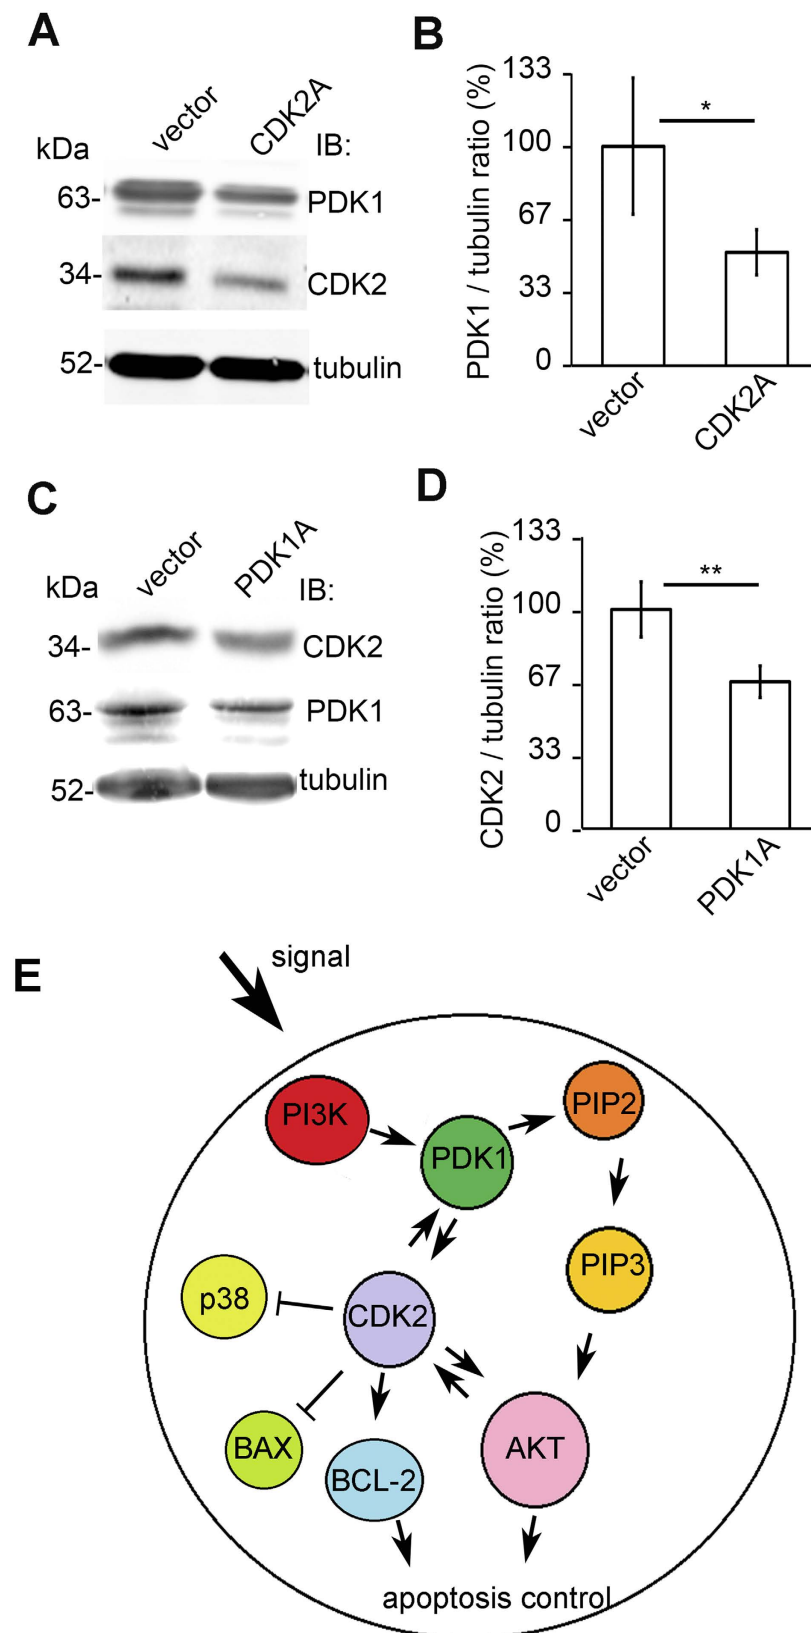 A
vector
CDK2A
kDa
IB:
63-
PDK1
34-
CDK2
52-
tubulin
B
PDK1 / tubulin ratio (%)
133
100
67
33
0
*
vector
CDK2A
C
vector
PDK1A
kDa
IB:
34-
CDK2
63-
PDK1
52-
tubulin
D
CDK2 / tubulin ratio (%)
133
100
67
33
0
**
vector
PDK1A
E
signal
PI3K
PIP2
PDK1
PIP3
p38
CDK2
BAX
BCL-2
AKT
apoptosis control